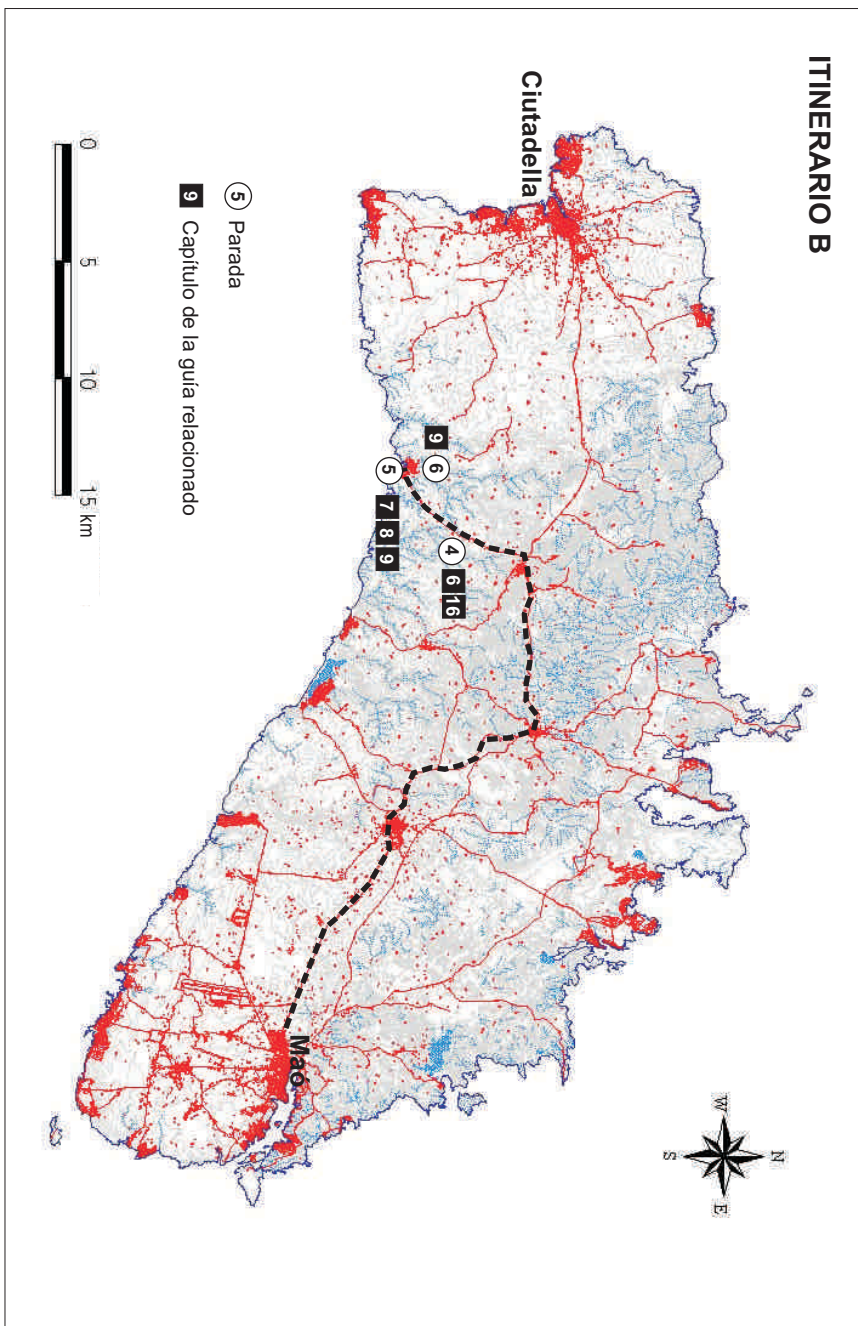 ITINERARIO B
Ciutadella
Maó
N
W
E
S
9
6
5
7 8 9
4
6 16
5 Parada
9 Capítulo de la guía relacionado
0 5 10 15 km